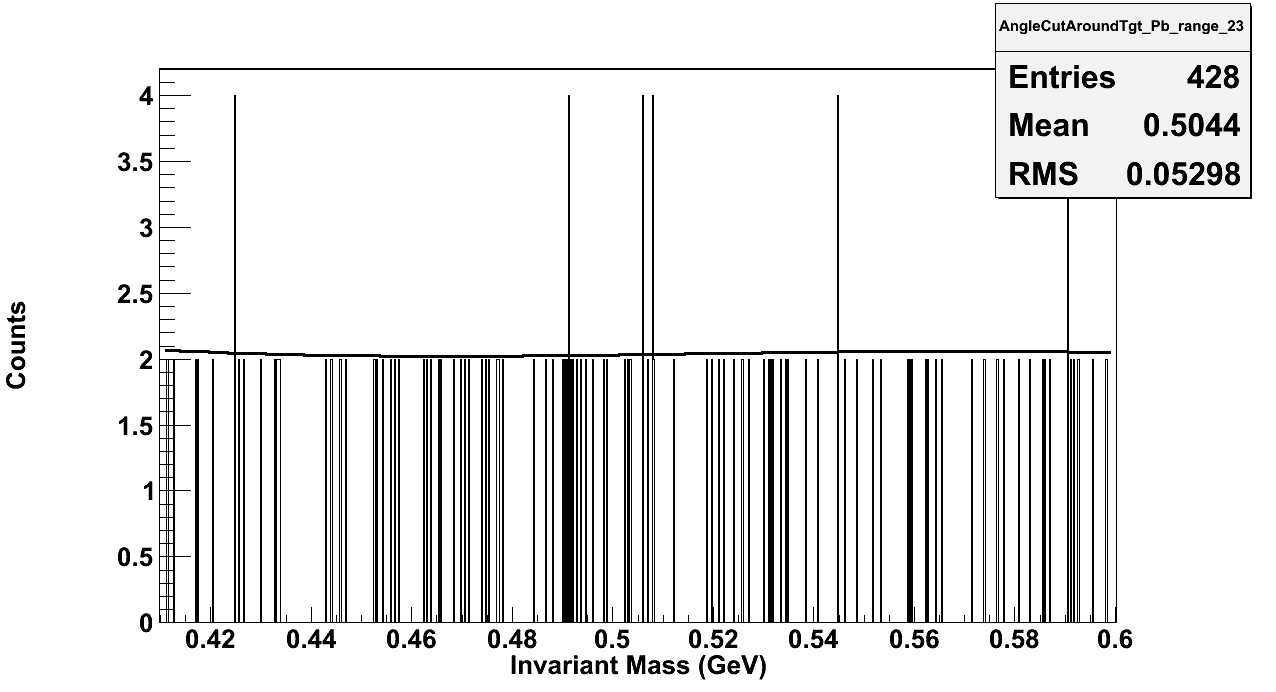 AngleCutAroundTgt_Pb_range_23
Entries 428
Mean 0.5044
RMS 0.05298
Counts
4
3.5
3
2.5
2
1.5
1
0.5
0
0.42 0.44 0.46 0.48 0.5 0.52 0.54 0.56 0.58 0.6
Invariant Mass (GeV)